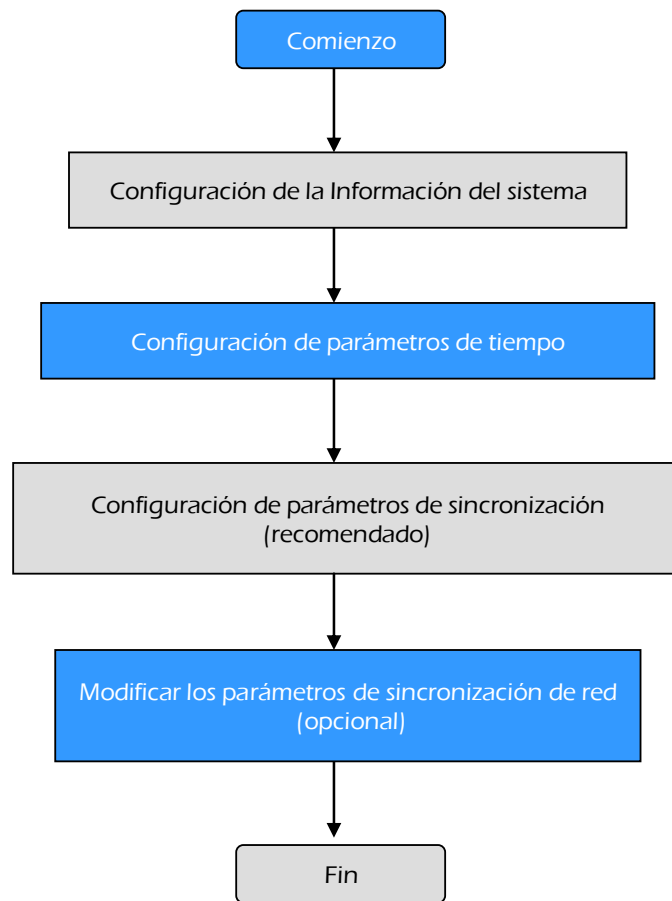 Comienzo
Configuración de la Información del sistema
Configuración de parámetros de tiempo
Configuración de parámetros de sincronización
(recomendado)
Modificar los parámetros de sincronización de red
(opcional)
Fin